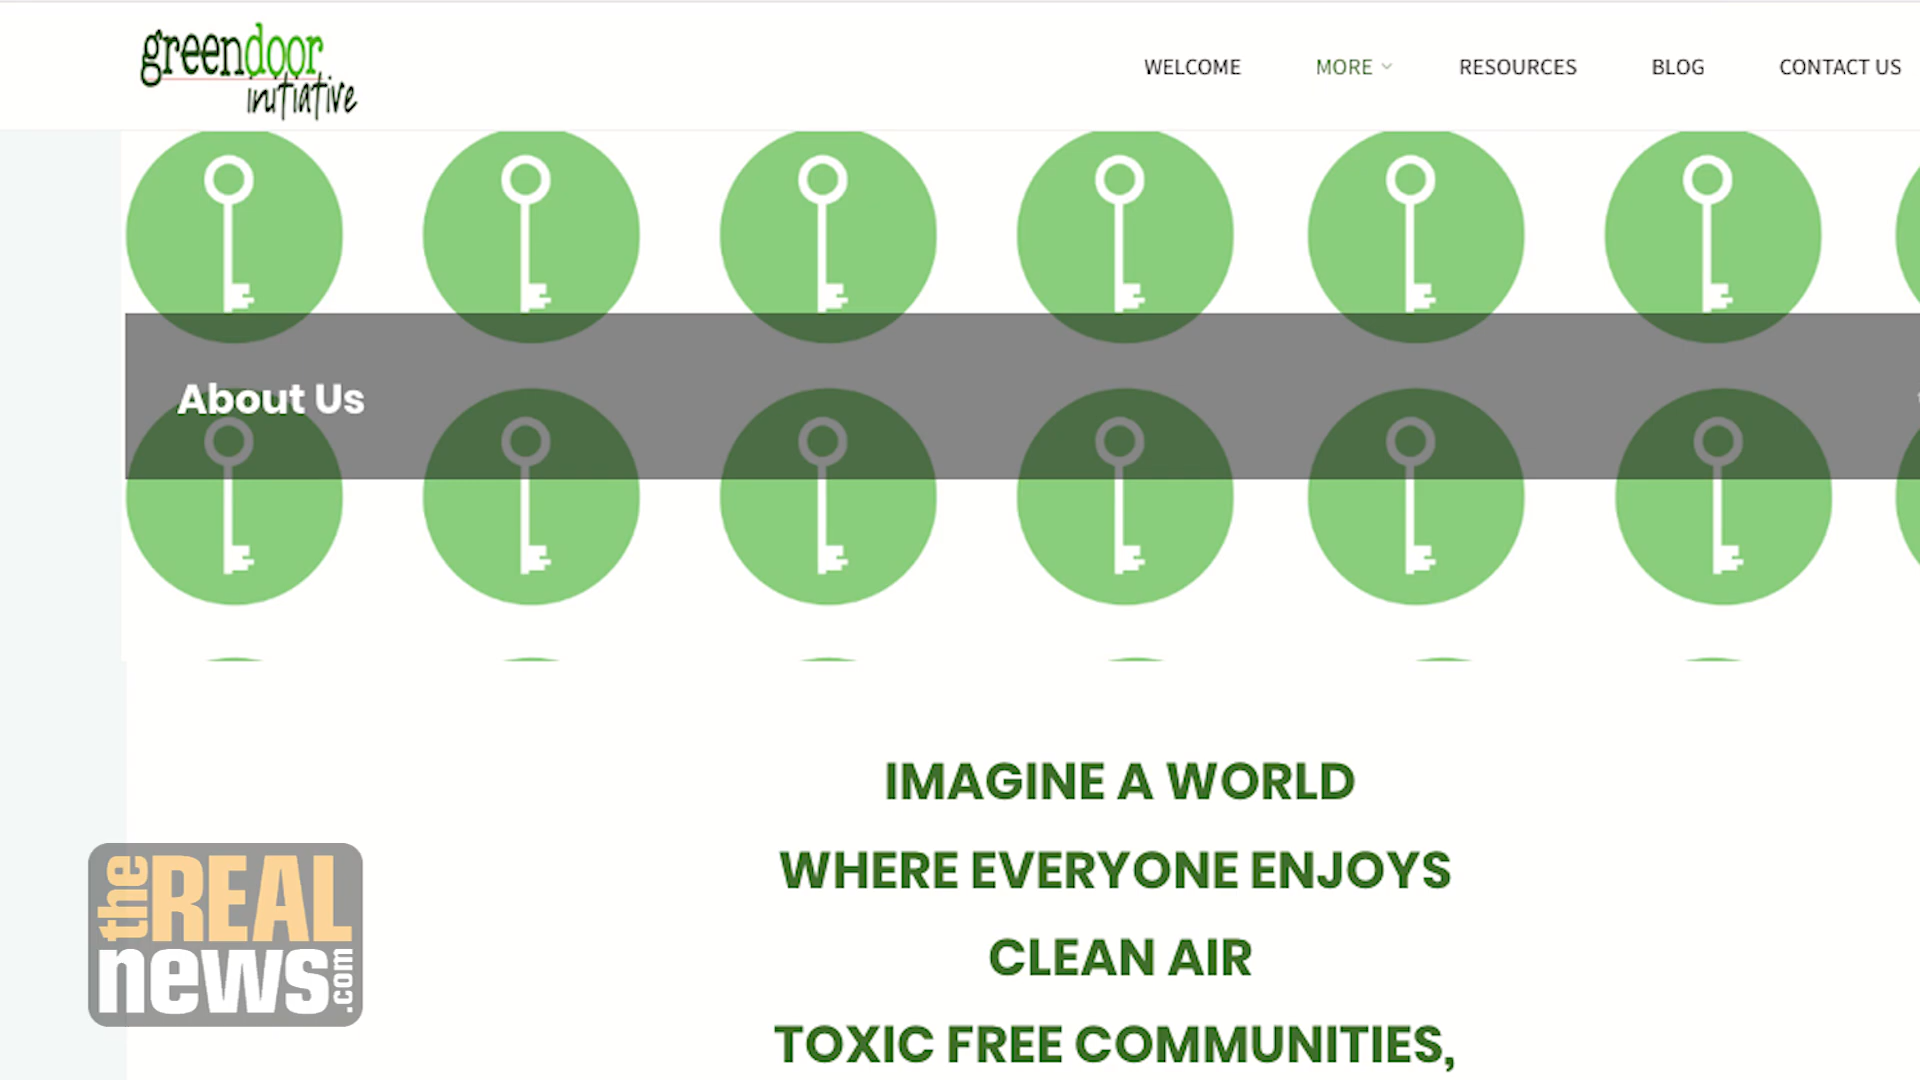 greendoor
initiative
WELCOME
MORE
RESOURCES
BLOG
CONTACT US
About Us
IMAGINE A WORLD
WHERE EVERYONE ENJOYS
CLEAN AIR
TOXIC FREE COMMUNITIES,
the REAL
news.com